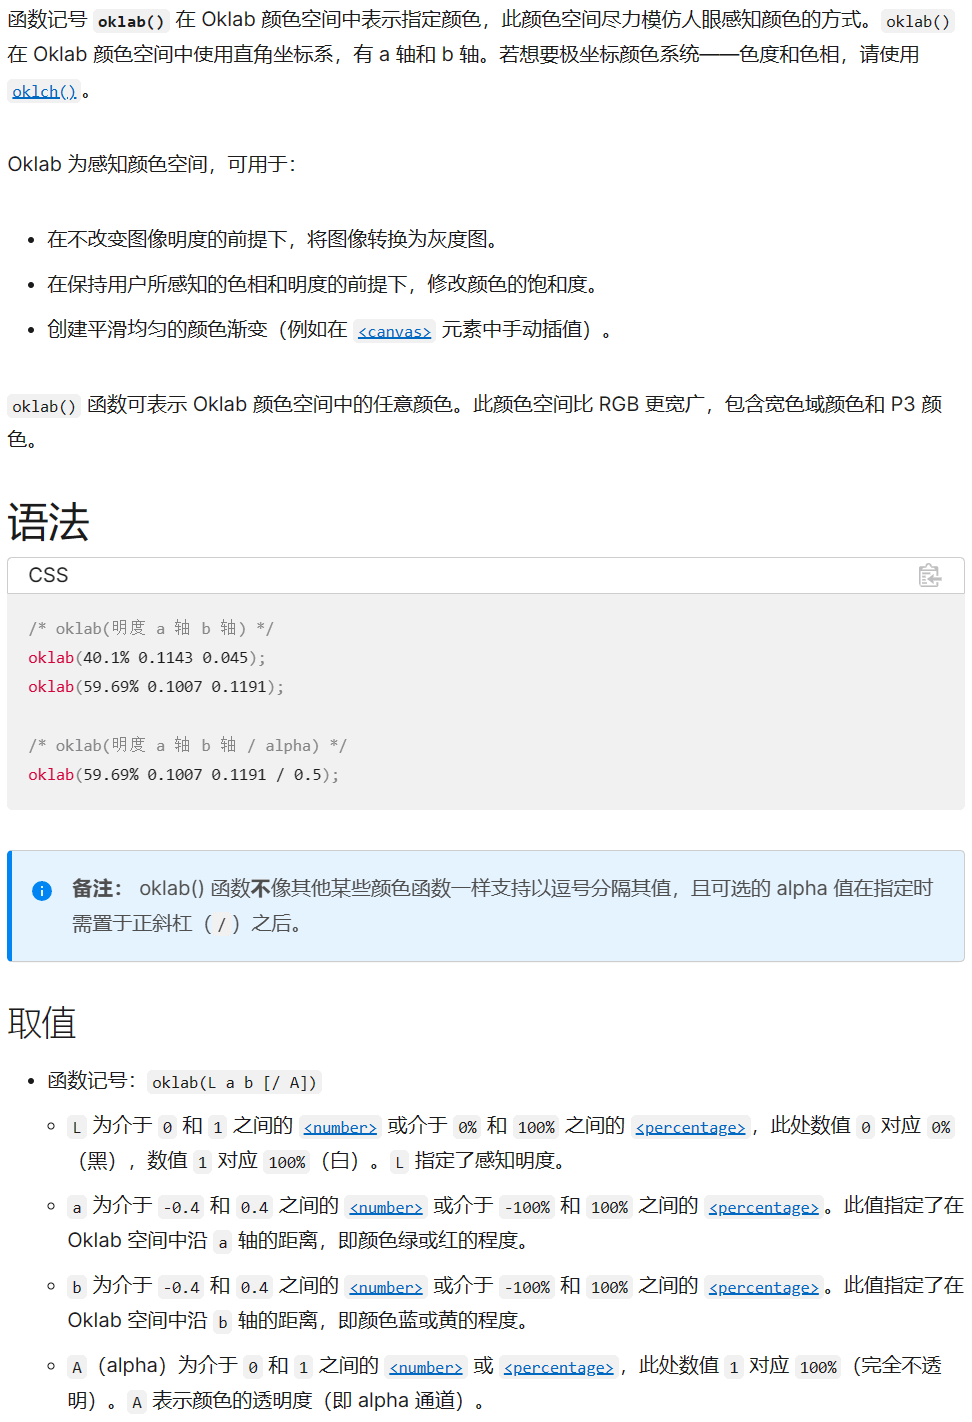 函数记号 oklab() 在 Oklab 颜色空间中表示指定颜色，此颜色空间尽力模仿人眼感知颜色的方式。oklab()
在 Oklab 颜色空间中使用直角坐标系，有 a 轴和 b 轴。若想要极坐标颜色系统——色度和色相，请使用
oklch()。
Oklab 为感知颜色空间，可用于：
• 在不改变图像明度的前提下，将图像转换为灰度图。
• 在保持用户所感知的色相和明度的前提下，修改颜色的饱和度。
• 创建平滑均匀的颜色渐变（例如在 <canvas> 元素中手动插值）。
oklab() 函数可表示 Oklab 颜色空间中的任意颜色。此颜色空间比 RGB 更宽广，包含宽色域颜色和 P3 颜
色。
语法
CSS
/* oklab(明度 a 轴 b 轴) */
oklab(40.1% 0.1143 0.045);
oklab(59.69% 0.1007 0.1191);
/* oklab(明度 a 轴 b 轴 / alpha) */
oklab(59.69% 0.1007 0.1191 / 0.5);
备注： oklab() 函数不像其他某些颜色函数一样支持以逗号分隔其值，且可选的 alpha 值在指定时
需置于正斜杠（/）之后。
取值
• 函数记号：oklab(L a b [/ A])
◦ L 为介于 0 和 1 之间的 <number> 或介于 0% 和 100% 之间的 <percentage>，此处数值 0 对应 0%
（黑），数值 1 对应 100%（白）。L 指定了感知明度。
◦ a 为介于 -0.4 和 0.4 之间的 <number> 或介于 -100% 和 100% 之间的 <percentage>。此值指定了在
Oklab 空间中沿 a 轴的距离，即颜色绿或红的程度。
◦ b 为介于 -0.4 和 0.4 之间的 <number> 或介于 -100% 和 100% 之间的 <percentage>。此值指定了在
Oklab 空间中沿 b 轴的距离，即颜色蓝或黄的程度。
◦ A（alpha）为介于 0 和 1 之间的 <number> 或 <percentage>，此处数值 1 对应 100%（完全不透
明）。A 表示颜色的透明度（即 alpha 通道）。